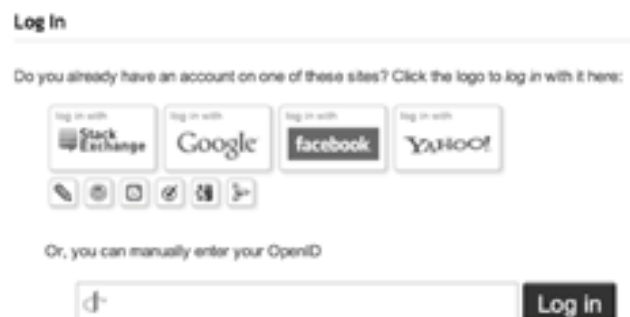 Log In
Do you already have an account on one of these sites? Click the logo to log in with it here:
log in with log in with log in with log in with
Stack Exchange Google facebook YAHOO!
Or, you can manually enter your OpenID
Log in